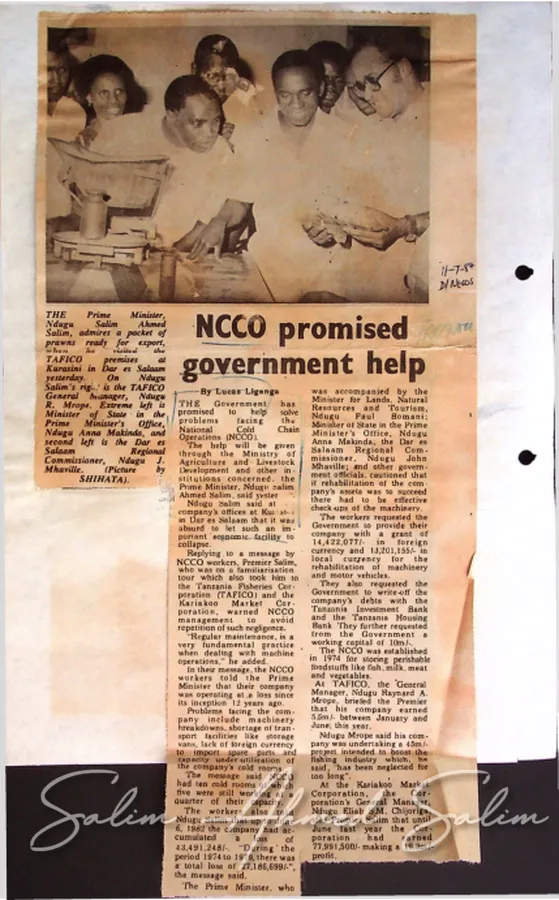 11-7-84
D/NEWS
THE Prime Minister,
Ndugu Salim Ahmed
Salim, admires a pocket of
prawns ready for export,
when he visited the
TAFICO premises at
Kurasini in Dar es Salaam
yesterday. On Ndugu
Salim's rig.. is the TAFICO
General Manager, Ndugu
R. Mrope. Extreme left is
Minister of State in the
Prime Minister's Office,
Ndugu Anna Makinda, and
second left is the Dar es
Salaam Regional
Commissioner, Ndugu J.
Mhaville. (Picture by
SHIHATA).
NCCO promised
government help
By Lucas Liganga
THE Government has
promised to help solve
problems facing the
National Cold Chain
Operations (NCCO).
The help will be given
through the Ministry of
Agriculture and Livestock
Development and other in-
stitutions concerned, the
Prime Minister, Ndugu Salim
Ahmed Salim, said yester
Ndugu Salim said at
company's offices at
in Dar es Salaam that it was
absurd to let such an im-
portant economic facility to
collapse.
Replying to a message by
NCCO workers, Premier Salim,
who was on a familiarisation
tour which also took him to
the Tanzania Fisheries Cor-
poration (TAFICO) and the
Kariakoo Market Cor-
poration, warned NCCO
management to avoid
repetition of such negligence.
"Regular maintenance, is a
very fundamental practice
when dealing with machine
operations," he added.
In their message, the NCCO
workers told the Prime
Minister that their company
was operating at a loss since
its inception 12 years ago.
Problems facing the com-
pany include machinery
breakdowns, shortage of tran-
sport facilities like storage
vans, lack of foreign currency
to import spare parts and
capacity under-utilisation of
the company's cold rooms.
The message said NCCO
had ten cold rooms
five were still working at a
quarter of their
The workers also
Ndugu
6, 1982 the company had ac-
cumulated a loss of
43,491,248/-. "During the
period 1974 to there was
a total loss of
the message said.
The Prime Minister, who
was accompanied by the
Minister for Lands, Natural
Resources and Tourism,
Ndugu Paul Bomani;
Minister of State in the Prime
Minister's Office, Ndugu
Anna Makinda, the Dar es
Salaam Regional Com-
missioner, Ndugu John
Mhaville; and other govern-
ment officials, cautioned that
if rehabilitation of the com-
pany's assets was to succeed
there had to be effective
check-ups of the machinery.
The workers requested the
Government to provide their
company with a grant of
14,422,077/- in foreign
currency and 13,201,155/- in
local currency for the
rehabilitation of machinery
and motor vehicles.
They also requested the
Government to write-off the
company's debts with the
Tanzania Investment Bank
and the Tanzania Housing
Bank They further requested
from the Government a
working capital of 10m/-.
The NCCO was established
in 1974 for storing perishable
foodstuffs like fish, milk, meat
and vegetables.
At TAFICO, the General
Manager, Ndugu Raynard A.
Mrope, briefed the Premier
that his company earned
5.5m/- between January and
June, this year.
Ndugu Mrope said his com-
pany was undertaking a 45m/-
project intended to boost the
fishing industry which, he
said, "has been neglected for
too long".
At the Kariakoo Market
Corporation, the Cor-
poration's General Manager
Ndugu Eliab M. Chijoriga
him that until
June last year the Cor-
poration had earned
77,991,500/- making a
profit.
Salim Ahmed Salim